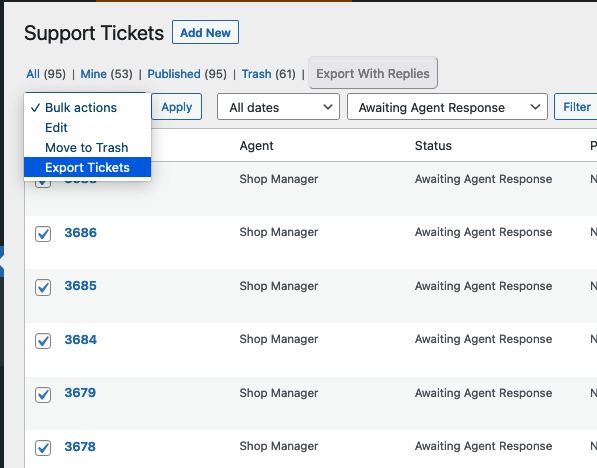 Support Tickets Add New
All (95) | Mine (53) | Published (95) | Trash (61) | Export With Replies
Bulk actions Apply All dates Awaiting Agent Response Filter
Edit
Move to Trash
Export Tickets
Agent Status P
Shop Manager Awaiting Agent Response N
3686 Shop Manager Awaiting Agent Response N
3685 Shop Manager Awaiting Agent Response N
3684 Shop Manager Awaiting Agent Response N
3679 Shop Manager Awaiting Agent Response N
3678 Shop Manager Awaiting Agent Response N